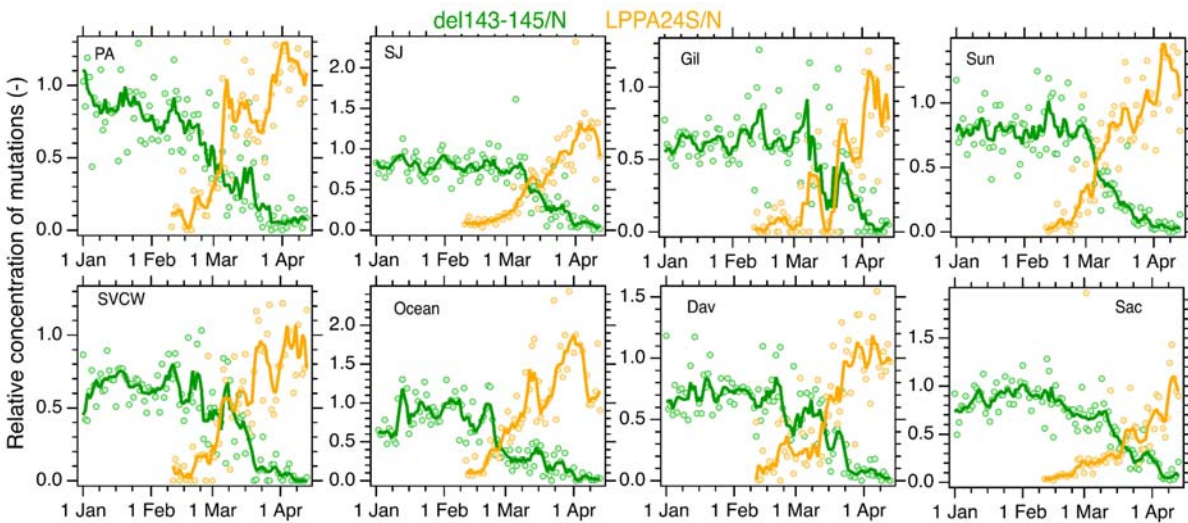 del143-145/N LPPA24S/N
Relative concentration of mutations (-)
PA
1.0
0.5
0.0
1 Jan 1 Feb 1 Mar 1 Apr
SJ
2.0
1.5
1.0
0.5
0.0
1 Jan 1 Feb 1 Mar 1 Apr
Gil
1.0
0.5
0.0
1 Jan 1 Feb 1 Mar 1 Apr
Sun
1.0
0.5
0.0
1 Jan 1 Feb 1 Mar 1 Apr
SVCW
1.0
0.5
0.0
1 Jan 1 Feb 1 Mar 1 Apr
Ocean
2.0
1.5
1.0
0.5
0.0
1 Jan 1 Feb 1 Mar 1 Apr
Dav
1.5
1.0
0.5
0.0
1 Jan 1 Feb 1 Mar 1 Apr
Sac
1.5
1.0
0.5
0.0
1 Jan 1 Feb 1 Mar 1 Apr